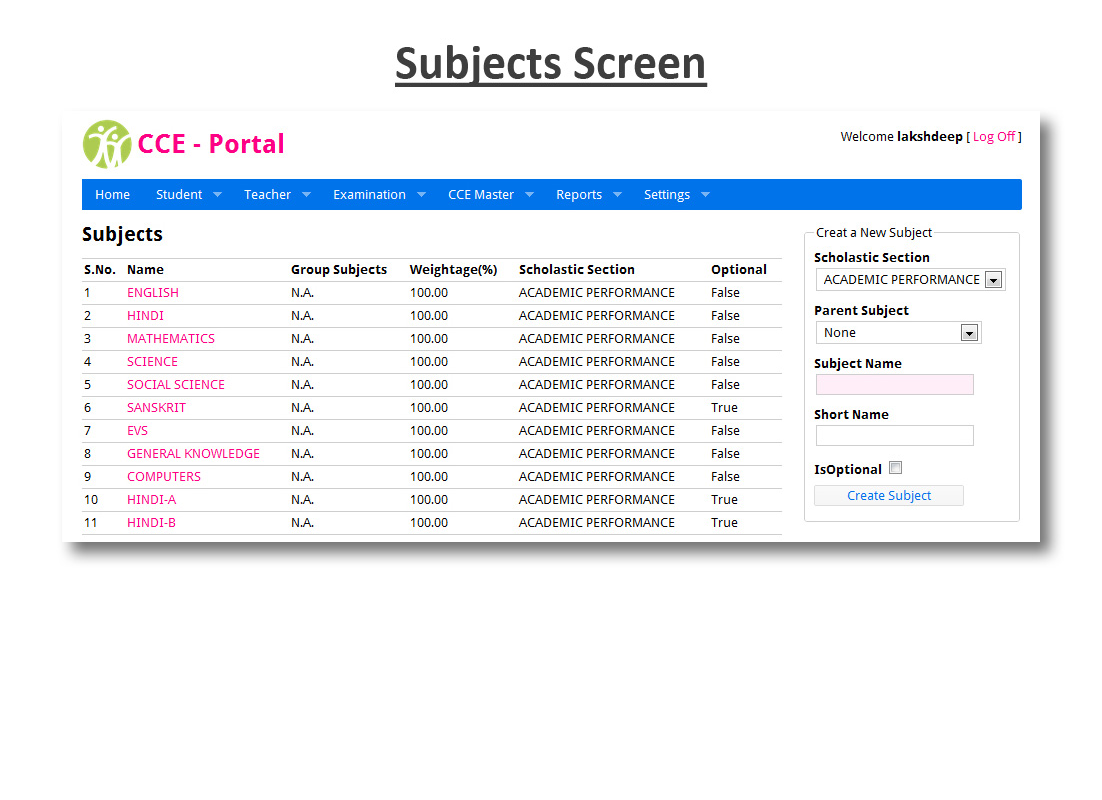 Subjects Screen
CCE - Portal
Welcome lakshdeep [ Log Off ]
Home Student Teacher Examination CCE Master Reports Settings
Subjects
S.No. Name Group Subjects Weightage(%) Scholastic Section Optional
1 ENGLISH N.A. 100.00 ACADEMIC PERFORMANCE False
2 HINDI N.A. 100.00 ACADEMIC PERFORMANCE False
3 MATHEMATICS N.A. 100.00 ACADEMIC PERFORMANCE False
4 SCIENCE N.A. 100.00 ACADEMIC PERFORMANCE False
5 SOCIAL SCIENCE N.A. 100.00 ACADEMIC PERFORMANCE False
6 SANSKRIT N.A. 100.00 ACADEMIC PERFORMANCE True
7 EVS N.A. 100.00 ACADEMIC PERFORMANCE False
8 GENERAL KNOWLEDGE N.A. 100.00 ACADEMIC PERFORMANCE False
9 COMPUTERS N.A. 100.00 ACADEMIC PERFORMANCE False
10 HINDI-A N.A. 100.00 ACADEMIC PERFORMANCE True
11 HINDI-B N.A. 100.00 ACADEMIC PERFORMANCE True
Creat a New Subject
Scholastic Section
ACADEMIC PERFORMANCE
Parent Subject
None
Subject Name
Short Name
IsOptional
Create Subject